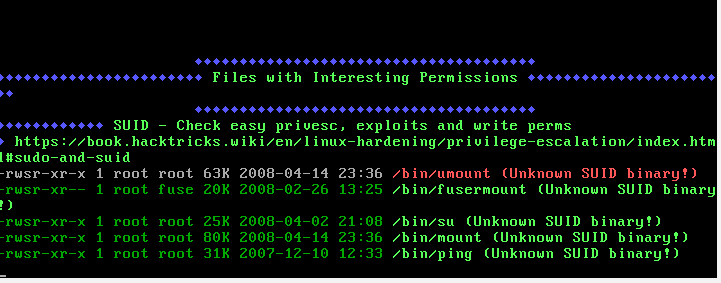 Files with Interesting Permissions
SUID - Check easy privesc, exploits and write perms
https://book.hacktricks.wiki/en/linux-hardening/privilege-escalation/index.htm
l#sudo-and-suid
-rwsr-xr-x 1 root root 63K 2008-04-14 23:36 /bin/umount (Unknown SUID binary!)
-rwsr-xr-- 1 root fuse 20K 2008-02-26 13:25 /bin/fusermount (Unknown SUID binary
!)
-rwsr-xr-x 1 root root 25K 2008-04-02 21:08 /bin/su (Unknown SUID binary!)
-rwsr-xr-x 1 root root 80K 2008-04-14 23:36 /bin/mount (Unknown SUID binary!)
-rwsr-xr-x 1 root root 31K 2007-12-10 12:33 /bin/ping (Unknown SUID binary!)